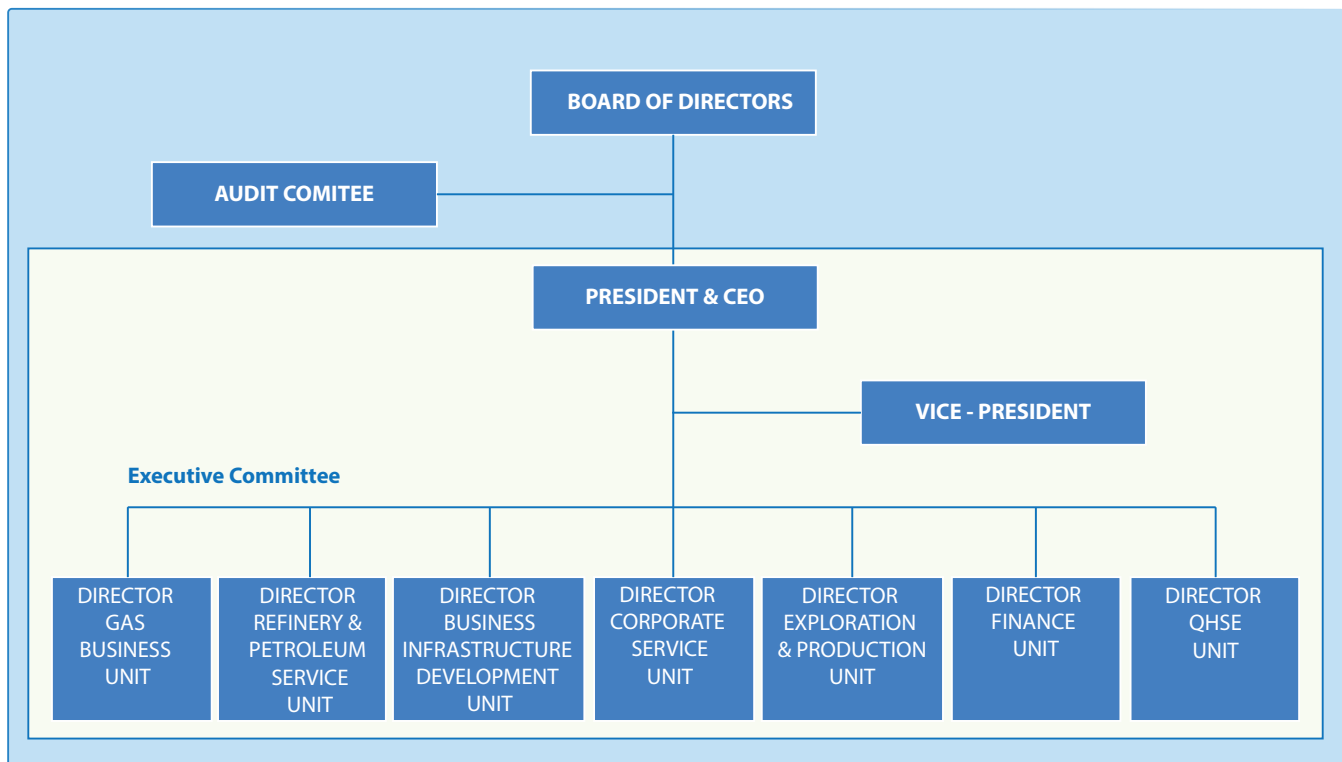 BOARD OF DIRECTORS
AUDIT COMITEE
PRESIDENT & CEO
VICE - PRESIDENT
Executive Committee
DIRECTOR
GAS
BUSINESS
UNIT
DIRECTOR
REFINERY &
PETROLEUM
SERVICE
UNIT
DIRECTOR
BUSINESS
INFRASTRUCTURE
DEVELOPMENT
UNIT
DIRECTOR
CORPORATE
SERVICE
UNIT
DIRECTOR
EXPLORATION
& PRODUCTION
UNIT
DIRECTOR
FINANCE
UNIT
DIRECTOR
QHSE
UNIT